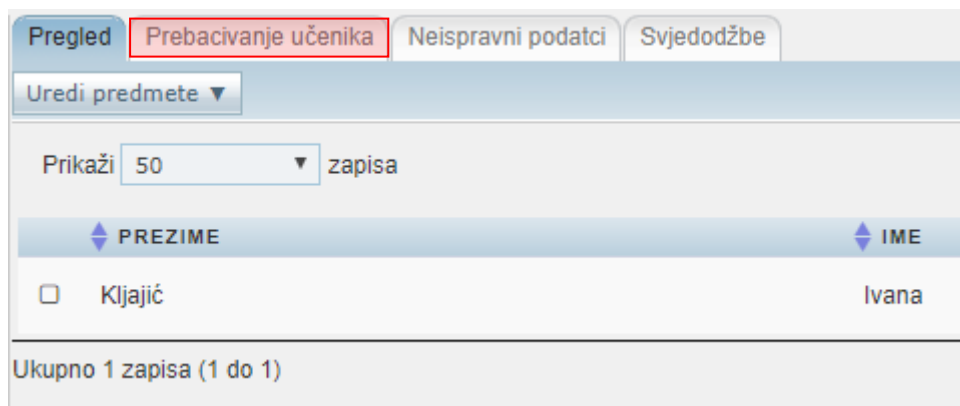 Pregled Prebacivanje učenika Neispravni podatci Svjedodžbe
Uredi predmete ▼
Prikaži 50 ▼ zapisa
PREZIME IME
Kljajić Ivana
Ukupno 1 zapisa (1 do 1)